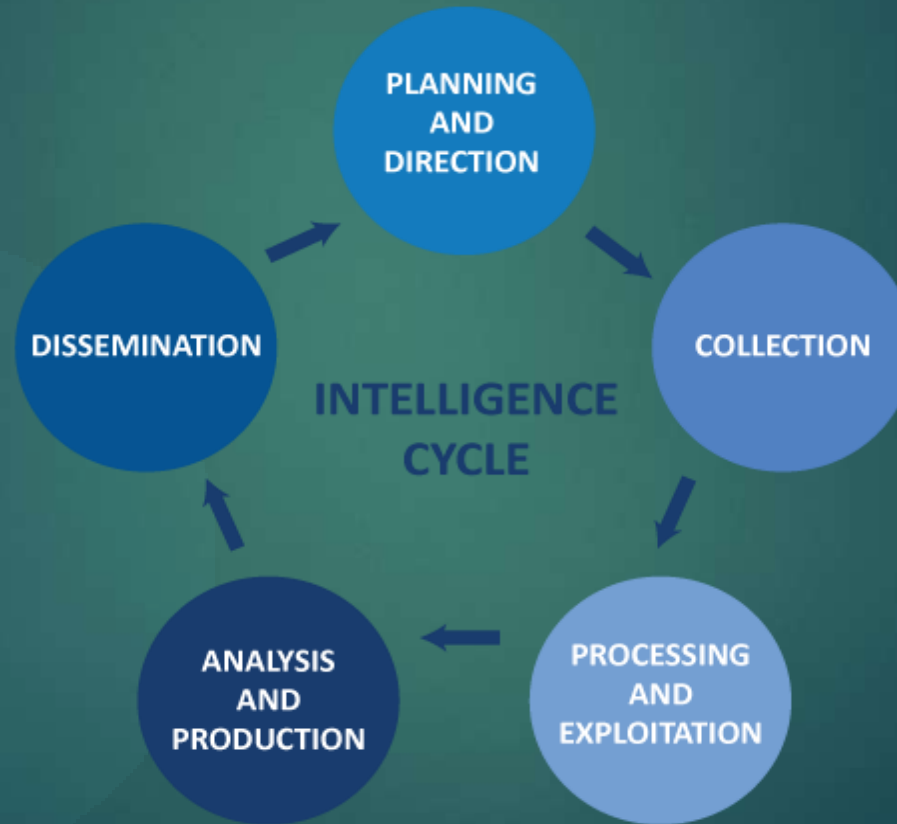 PLANNING
AND
DIRECTION
DISSEMINATION
COLLECTION
INTELLIGENCE
CYCLE
ANALYSIS
AND
PRODUCTION
PROCESSING
AND
EXPLOITATION